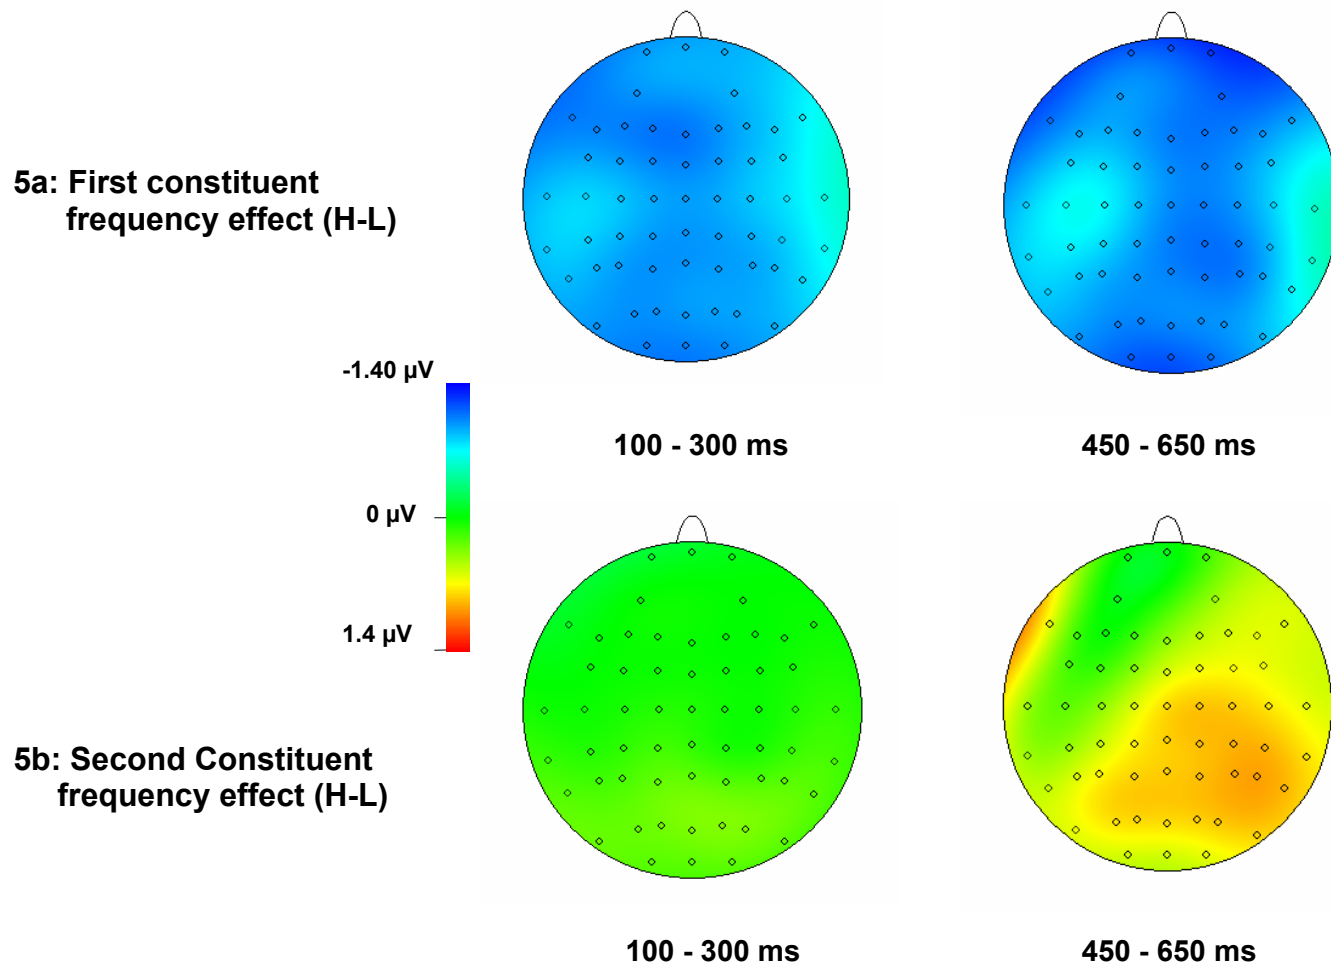 5a: First constituent
frequency effect (H-L)
-1.40 µV
0 µV
1.4 µV
100 - 300 ms
450 - 650 ms
5b: Second Constituent
frequency effect (H-L)
100 - 300 ms
450 - 650 ms